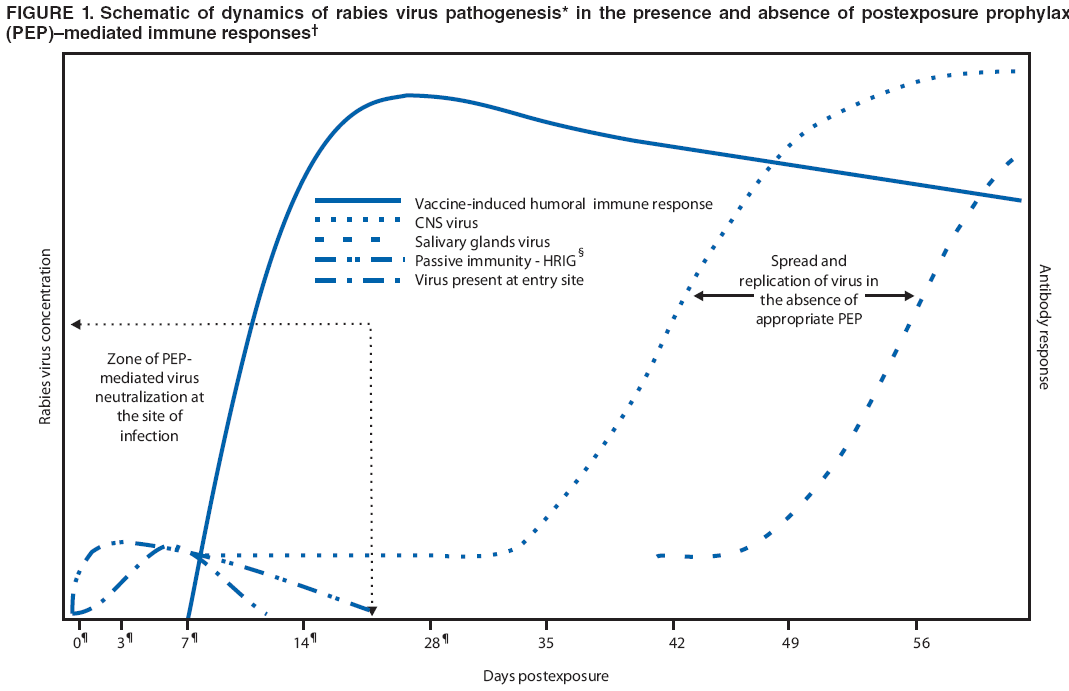 FIGURE 1. Schematic of dynamics of rabies virus pathogenesis* in the presence and absence of postexposure prophylax
(PEP)–mediated immune responses†
Vaccine-induced humoral immune response
CNS virus
Salivary glands virus
Passive immunity - HRIG§
Virus present at entry site
Spread and
replication of virus in
the absence of
appropriate PEP
Zone of PEP-
mediated virus
neutralization at
the site of
infection
Rabies virus concentration
Antibody response
0¶ 3¶ 7¶ 14¶ 28¶ 35 42 49 56
Days postexposure